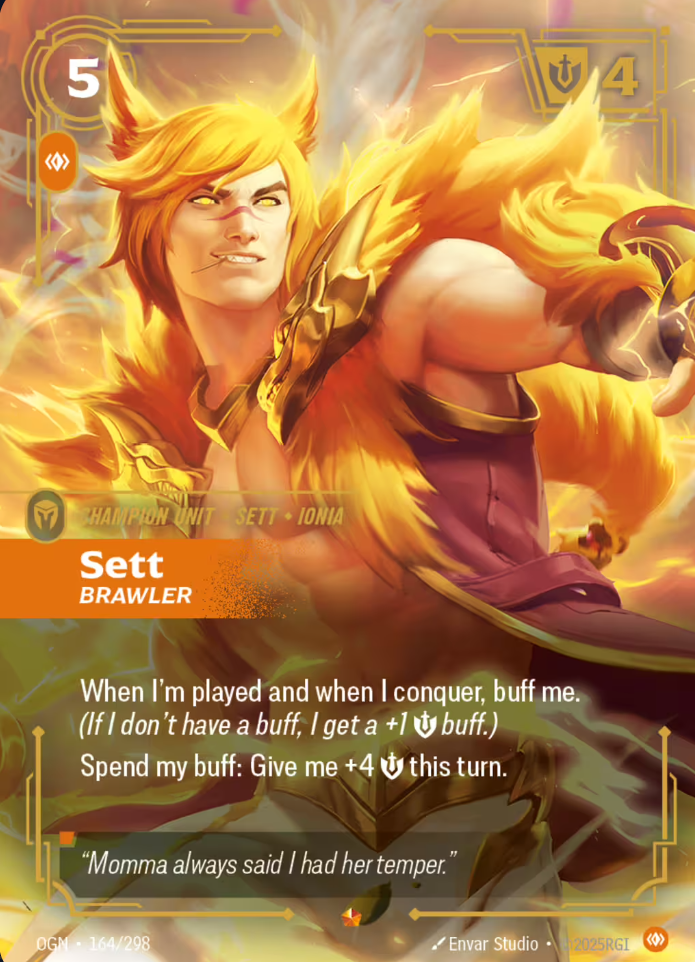 5
4
CHAMPION UNIT • SETT • IONIA
Sett
BRAWLER
When I'm played and when I conquer, buff me.
(If I don't have a buff, I get a +1 buff.)
Spend my buff: Give me +4 this turn.
“Momma always said I had her temper.”
OGN • 164/298
Envar Studio • ©2025RGI